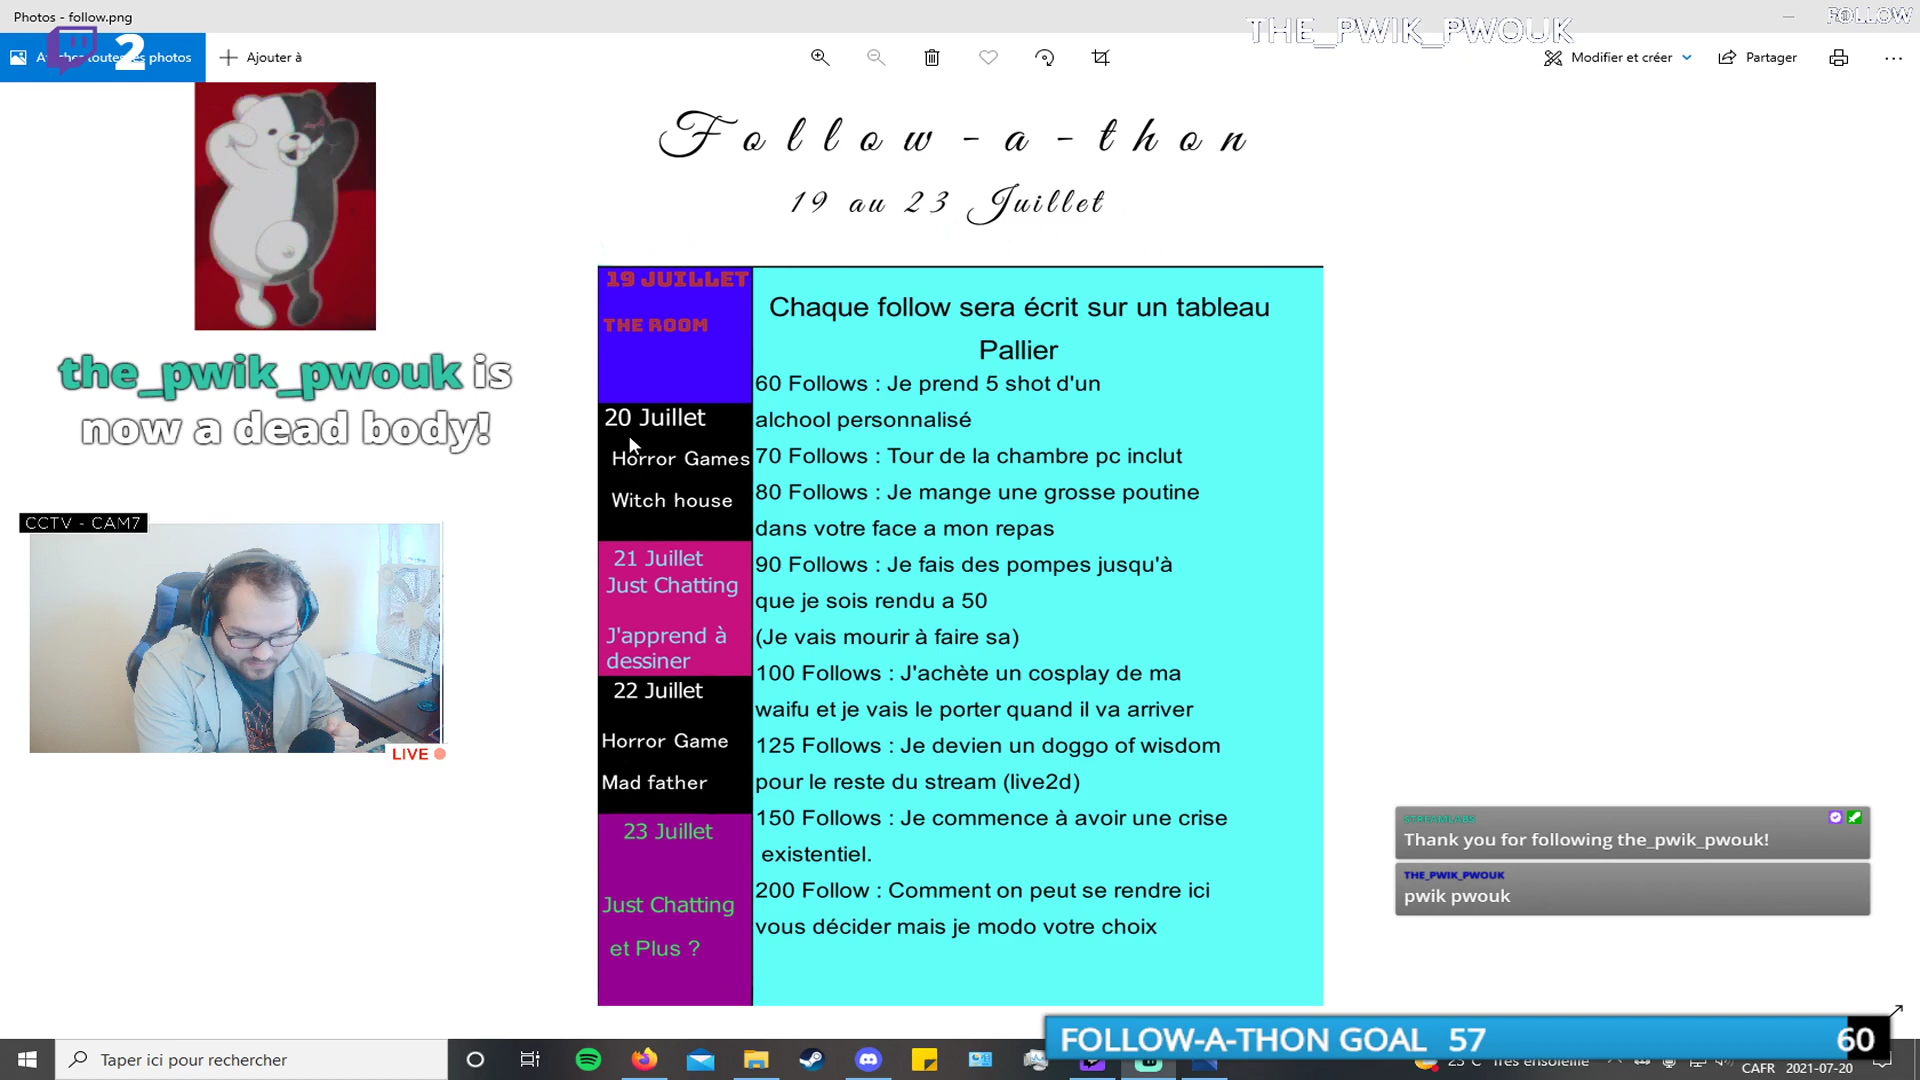 Photos - follow.png
FOLLOW
THE_PWIK_PWOUK
2
photos
Ajouter à
Modifier et créer
Partager
Follow-a-thon
19 au 23 Juillet
the_pwik_pwouk is
now a dead body!
CCTV - CAM7
LIVE
19 JUILLET
THE ROOM
20 Juillet
Horror Games
Witch house
21 Juillet
Just Chatting
J'apprend à
dessiner
22 Juillet
Horror Game
Mad father
23 Juillet
Just Chatting
et Plus ?
Chaque follow sera écrit sur un tableau
Pallier
60 Follows : Je prend 5 shot d'un
alchool personnalisé
70 Follows : Tour de la chambre pc inclut
80 Follows : Je mange une grosse poutine
dans votre face a mon repas
90 Follows : Je fais des pompes jusqu'à
que je sois rendu a 50
(Je vais mourir à faire sa)
100 Follows : J'achète un cosplay de ma
waifu et je vais le porter quand il va arriver
125 Follows : Je devien un doggo of wisdom
pour le reste du stream (live2d)
150 Follows : Je commence à avoir une crise
existentiel.
200 Follow : Comment on peut se rendre ici
vous décider mais je modo votre choix
STREAMLABS
Thank you for following the_pwik_pwouk!
THE_PWIK_PWOUK
pwik pwouk
FOLLOW-A-THON GOAL 57
60
Taper ici pour rechercher
23°C Très ensoleillé
CAFR 2021-07-20